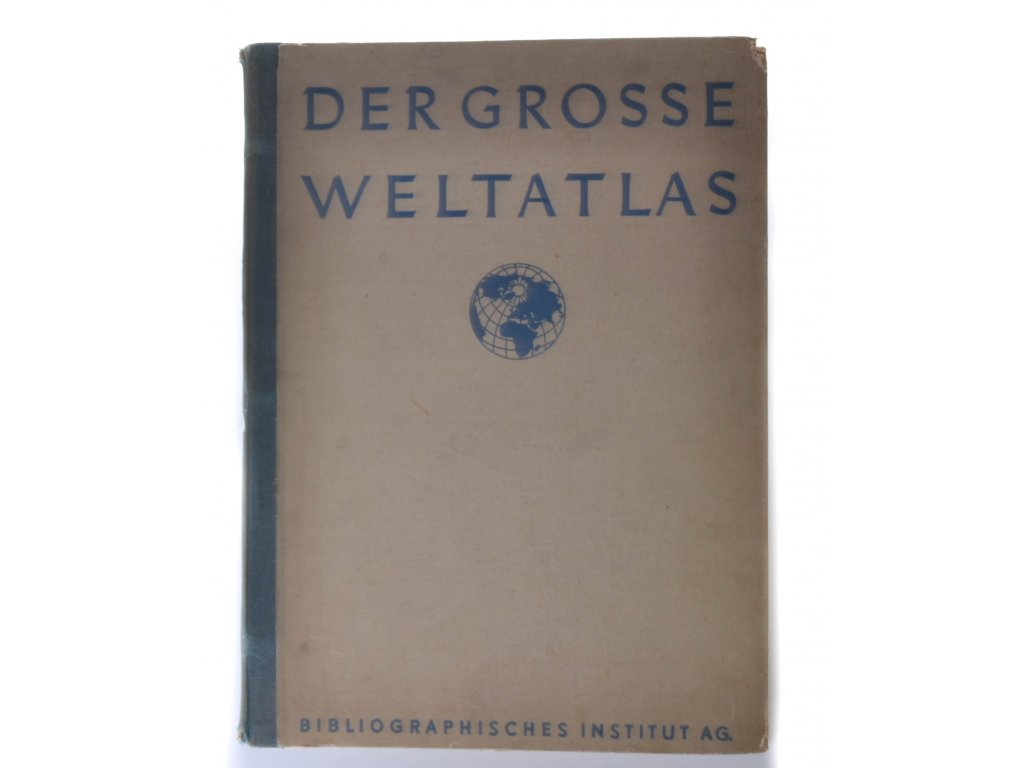 DER GROSSE
WELTATLAS
BIBLIOGRAPHISCHES INSTITUT AG.